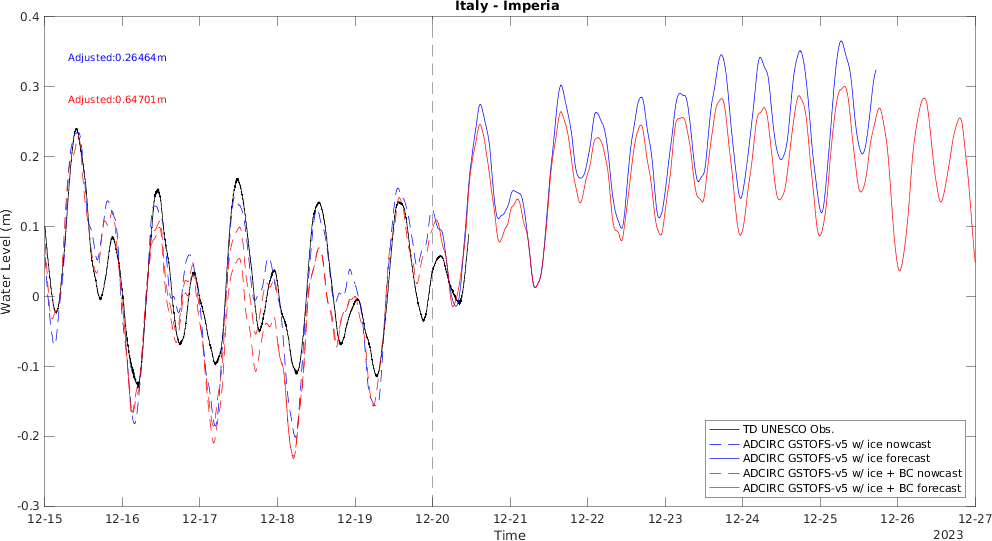 Italy - Imperia
0.4
0.3
0.2
0.1
0
-0.1
-0.2
-0.3
Water Level (m)
Adjusted:0.26464m
Adjusted:0.64701m
TD UNESCO Obs.
ADCIRC GSTOFS-v5 w/ ice nowcast
ADCIRC GSTOFS-v5 w/ ice forecast
ADCIRC GSTOFS-v5 w/ ice + BC nowcast
ADCIRC GSTOFS-v5 w/ ice + BC forecast
12-15 12-16 12-17 12-18 12-19 12-20 12-21 12-22 12-23 12-24 12-25 12-26 12-27
Time
2023